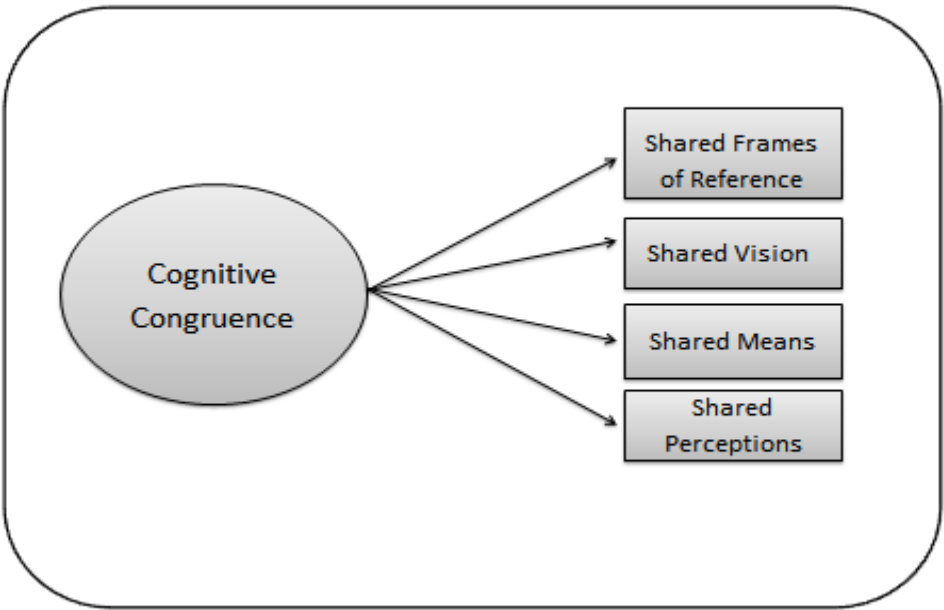 Cognitive
Congruence
Shared Frames
of Reference
Shared Vision
Shared Means
Shared
Perceptions